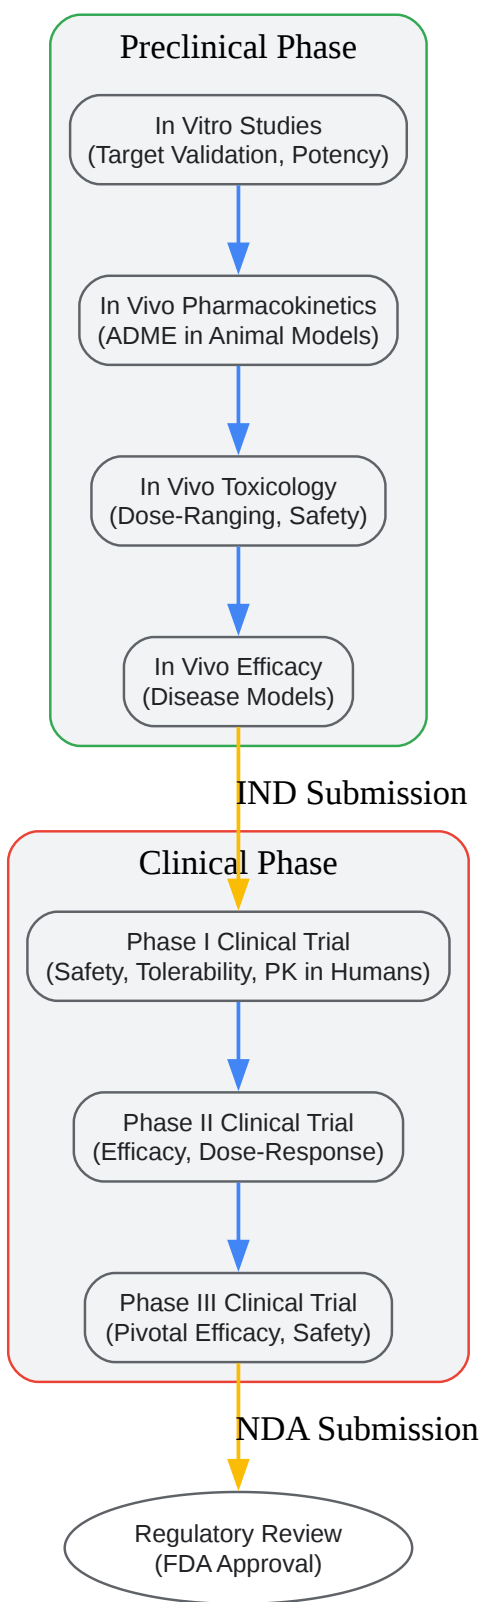 Preclinical Phase
In Vitro Studies
(Target Validation, Potency)
In Vivo Pharmacokinetics
(ADME in Animal Models)
In Vivo Toxicology
(Dose-Ranging, Safety)
In Vivo Efficacy
(Disease Models)
IND Submission
Clinical Phase
Phase I Clinical Trial
(Safety, Tolerability, PK in Humans)
Phase II Clinical Trial
(Efficacy, Dose-Response)
Phase III Clinical Trial
(Pivotal Efficacy, Safety)
NDA Submission
Regulatory Review
(FDA Approval)